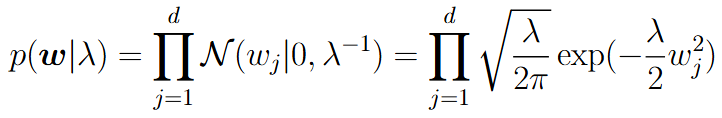 p(w|λ) = ∏_{j=1}^{d} 𝒩(w_j|0, λ^{-1}) = ∏_{j=1}^{d} √(λ/2π) exp(−(λ/2)w_j^2)